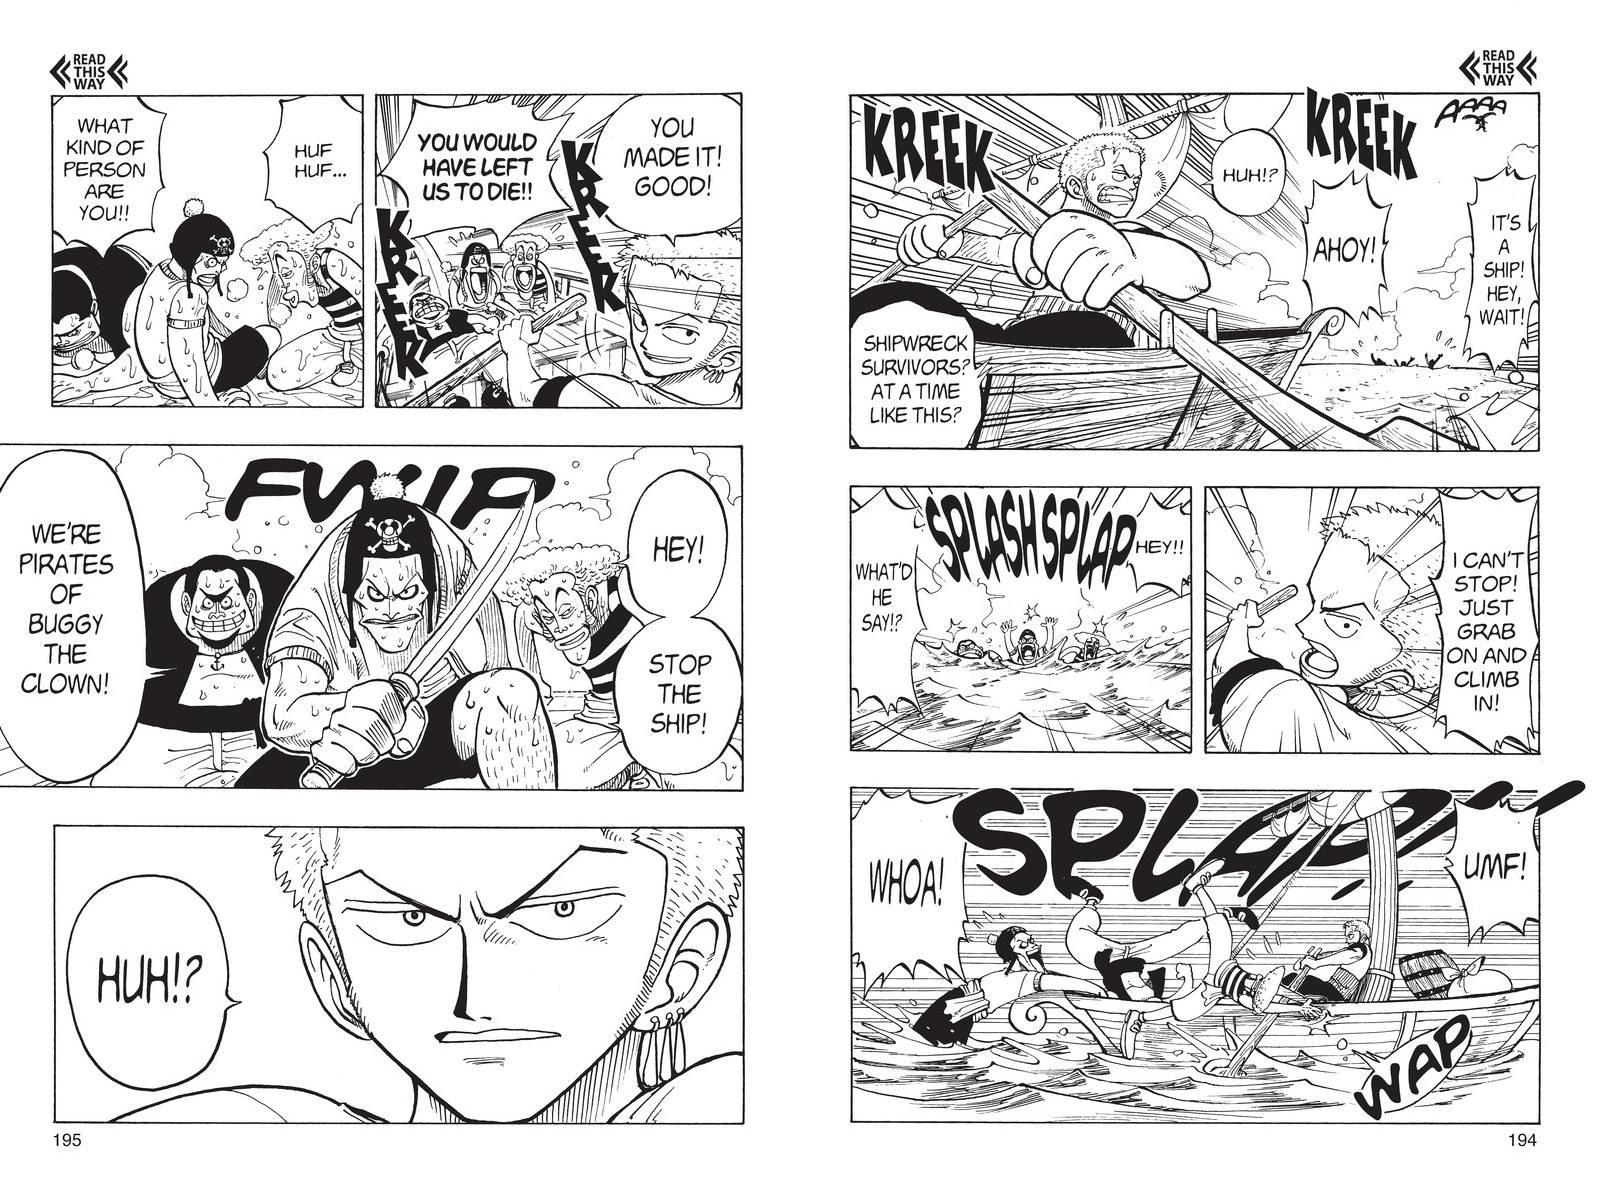 READ
THIS
WAY
KREEK
AAAA
IT'S
A
SHIP!
HEY,
WAIT!
AHOY!
HUH!?
KREEK
SHIPWRECK
SURVIVORS?
AT A TIME
LIKE THIS?
I CAN'T
STOP!
JUST
GRAB
ON AND
CLIMB
IN!
HEY!!
SPLASH SPLAP
WHAT'D
HE
SAY!?
UMF!
SPLAP
WHOA!
WAP
194
READ
THIS
WAY
YOU
MADE IT!
GOOD!
KREEK
YOU WOULD
HAVE LEFT
US TO DIE!!
KREEK
HUF
HUF...
WHAT
KIND OF
PERSON
ARE
YOU!!
HEY!
STOP
THE
SHIP!
FWIP
WE'RE
PIRATES
OF
BUGGY
THE
CLOWN!
HUH!?
195